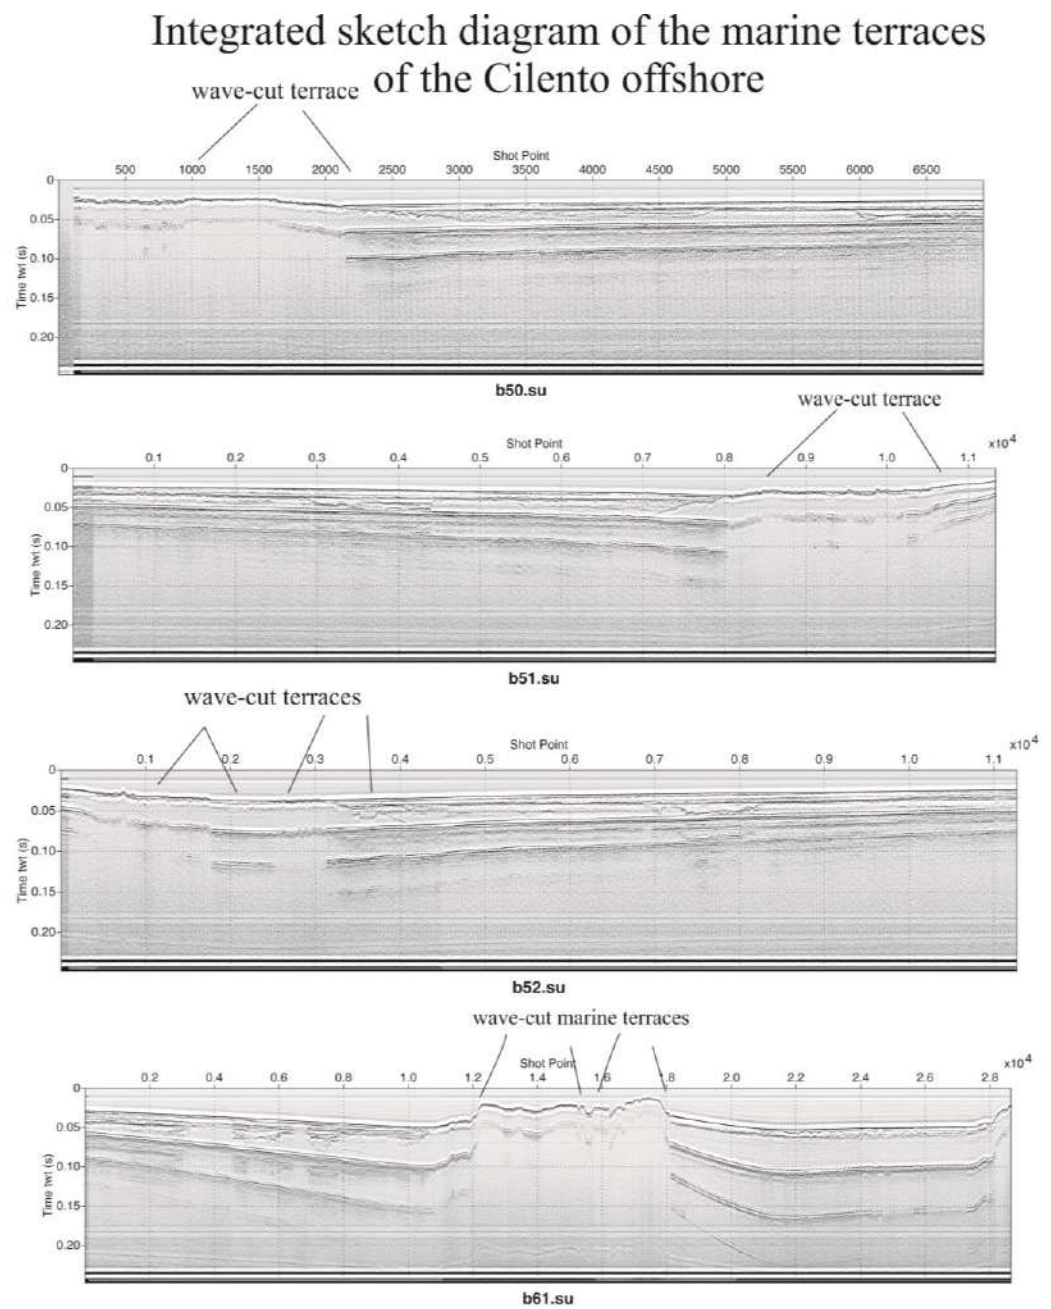 Integrated sketch diagram of the marine terraces
of the Cilento offshore
wave-cut terrace
Shot Point
500 1000 1500 2000 2500 3000 3500 4000 4500 5000 5500 6000 6500
Time twt (s)
0
0.05
0.10
0.15
0.20
b50.su
wave-cut terrace
Shot Point
x10^4
0.1 0.2 0.3 0.4 0.5 0.6 0.7 0.8 0.9 1.0 1.1
Time twt (s)
0
0.05
0.10
0.15
0.20
b51.su
wave-cut terraces
Shot Point
x10^4
0.1 0.2 0.3 0.4 0.5 0.6 0.7 0.8 0.9 1.0 1.1
Time twt (s)
0
0.05
0.10
0.15
0.20
b52.su
wave-cut marine terraces
Shot Point
x10^4
0.2 0.4 0.6 0.8 1.0 1.2 1.4 1.6 1.8 2.0 2.2 2.4 2.6 2.8
Time twt (s)
0
0.05
0.10
0.15
0.20
b61.su